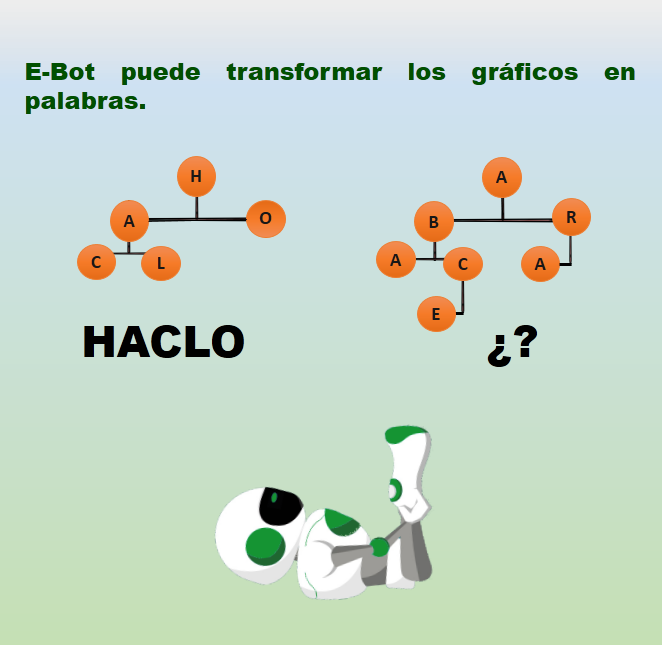 E-Bot puede transformar los gráficos en
palabras.
H
A
O
C
L
A
B
R
A
C
A
E
HACLO
¿?